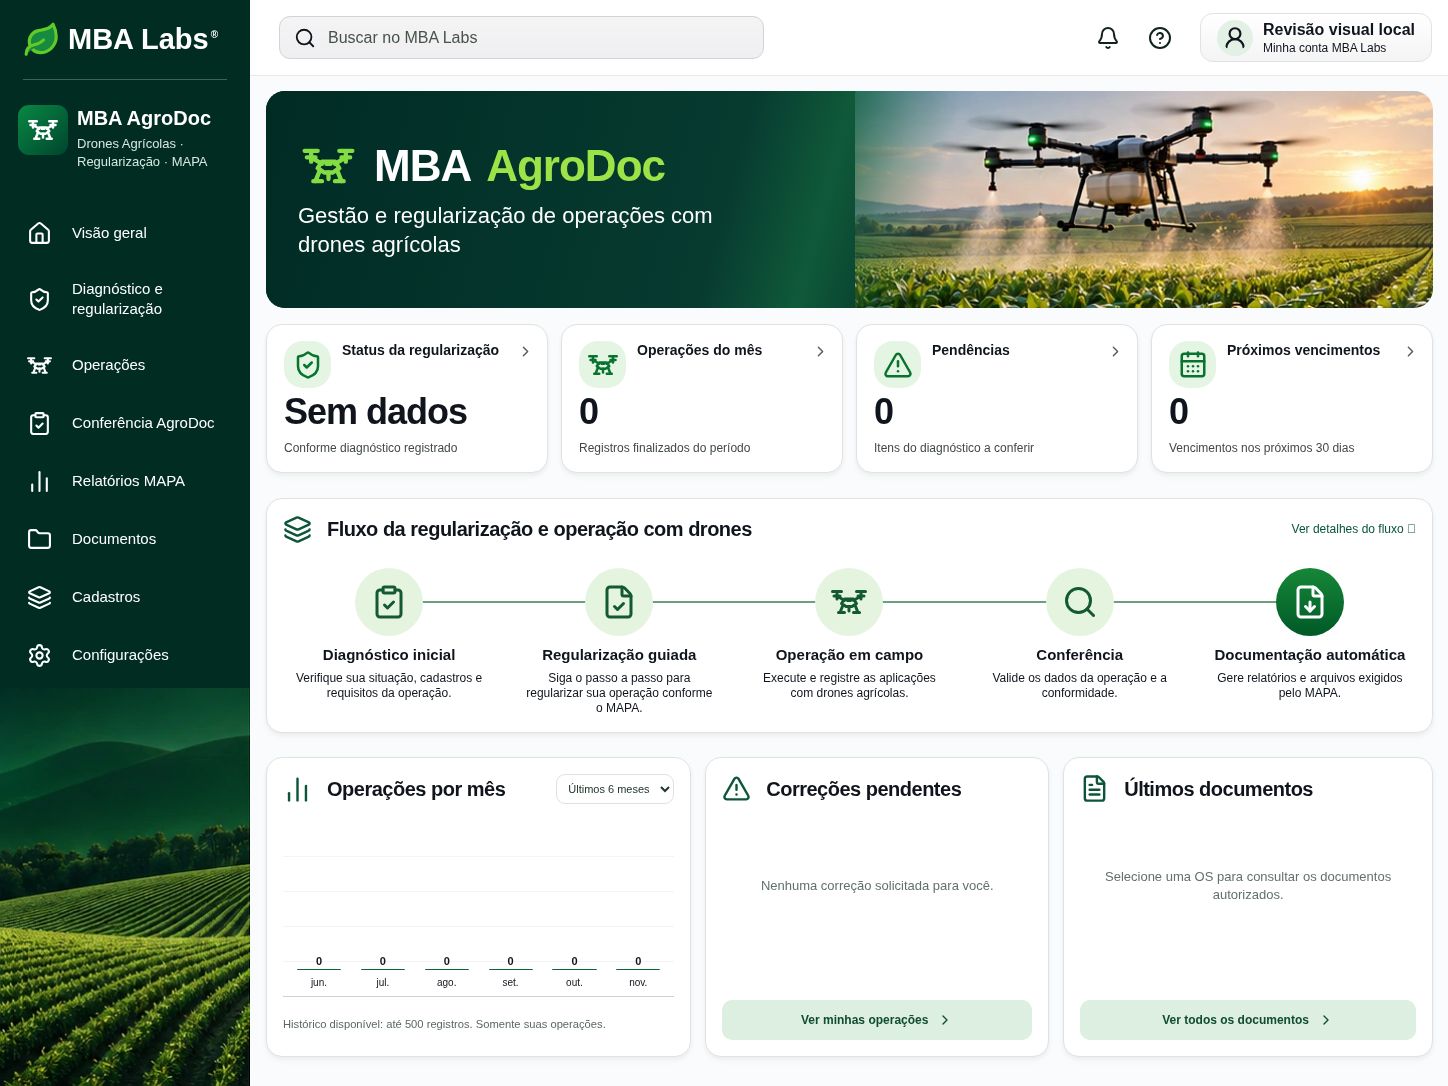 MBA Labs®
MBA AgroDoc
Drones Agrícolas ·
Regularização · MAPA
Visão geral
Diagnóstico e
regularização
Operações
Conferência AgroDoc
Relatórios MAPA
Documentos
Cadastros
Configurações
Buscar no MBA Labs
Revisão visual local
Minha conta MBA Labs
MBA AgroDoc
Gestão e regularização de operações com
drones agrícolas
Status da regularização
Sem dados
Conforme diagnóstico registrado
Operações do mês
0
Registros finalizados do período
Pendências
0
Itens do diagnóstico a conferir
Próximos vencimentos
0
Vencimentos nos próximos 30 dias
Fluxo da regularização e operação com drones
Ver detalhes do fluxo
Diagnóstico inicial
Verifique sua situação, cadastros e
requisitos da operação.
Regularização guiada
Siga o passo a passo para
regularizar sua operação conforme
o MAPA.
Operação em campo
Execute e registre as aplicações
com drones agrícolas.
Conferência
Valide os dados da operação e a
conformidade.
Documentação automática
Gere relatórios e arquivos exigidos
pelo MAPA.
Operações por mês
Últimos 6 meses
0 0 0 0 0 0
jun. jul. ago. set. out. nov.
Histórico disponível: até 500 registros. Somente suas operações.
Correções pendentes
Nenhuma correção solicitada para você.
Ver minhas operações
Últimos documentos
Selecione uma OS para consultar os documentos
autorizados.
Ver todos os documentos